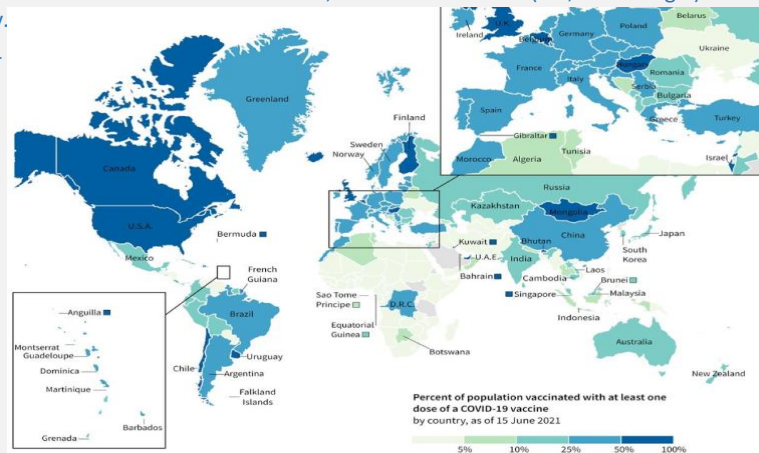 y.
Greenland
Canada
U.S.A.
Mexico
Bermuda
French
Guiana
Brazil
Uruguay
Chile
Argentina
Falkland
Islands
Anguilla
Montserrat
Guadeloupe
Dominica
Martinique
Barbados
Grenada
Finland
Sweden
Norway
Russia
Kazakhstan
Mongolia
China
Japan
South
Korea
Kuwait
Bhutan
U.A.E.
India
Laos
Bahrain
Cambodia
Brunei
Singapore
Malaysia
Indonesia
Sao Tome
Principe
D.R.C.
Equatorial
Guinea
Botswana
Australia
New Zealand
Ireland
U.K.
Belgium
Germany
Poland
Belarus
Ukraine
France
Hungary
Romania
Italy
Serbia
Bulgaria
Spain
Greece
Turkey
Gibraltar
Morocco
Algeria
Tunisia
Israel
Percent of population vaccinated with at least one
dose of a COVID-19 vaccine
by country, as of 15 June 2021
5% 10% 25% 50% 100%